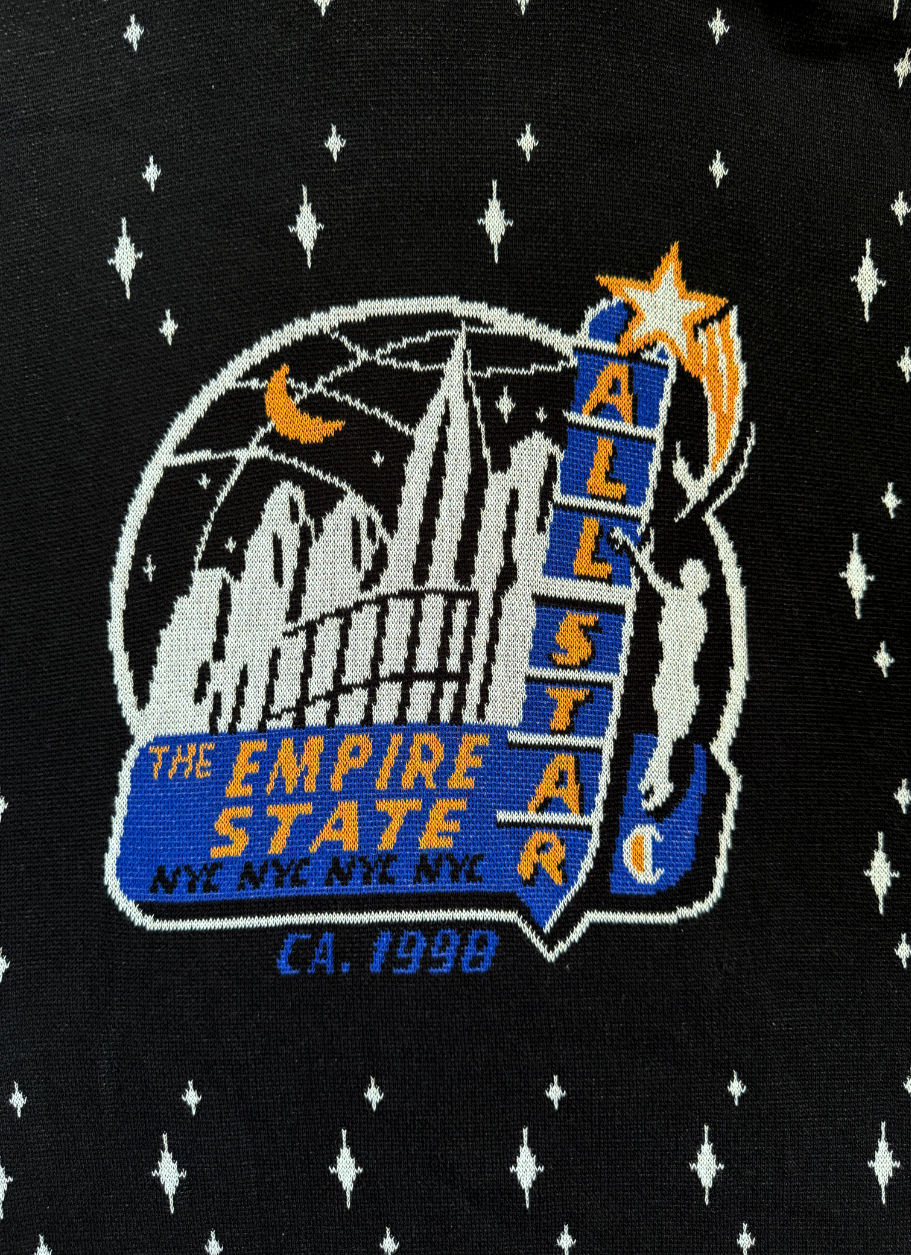 ALL STAR
THE EMPIRE
STATE
NYC NYC NYC NYC
C
CA. 1998